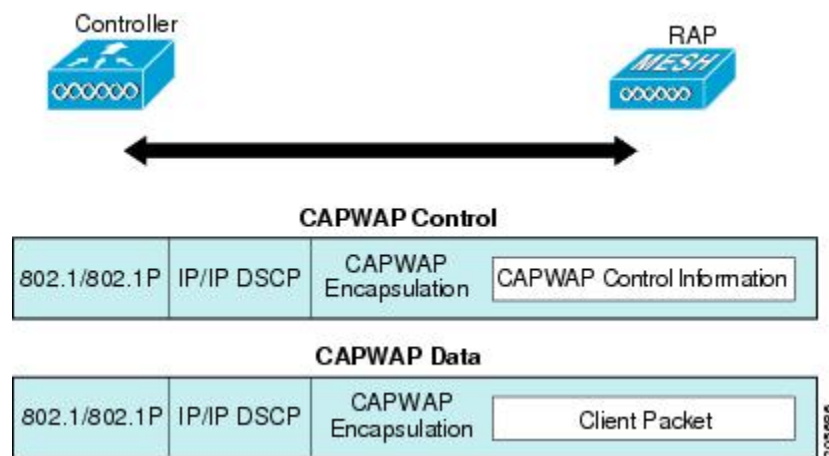 Controller
RAP
MESH
CAPWAP Control
802.1/802.1P IP/IP DSCP CAPWAP Encapsulation CAPWAP Control Information
CAPWAP Data
802.1/802.1P IP/IP DSCP CAPWAP Encapsulation Client Packet